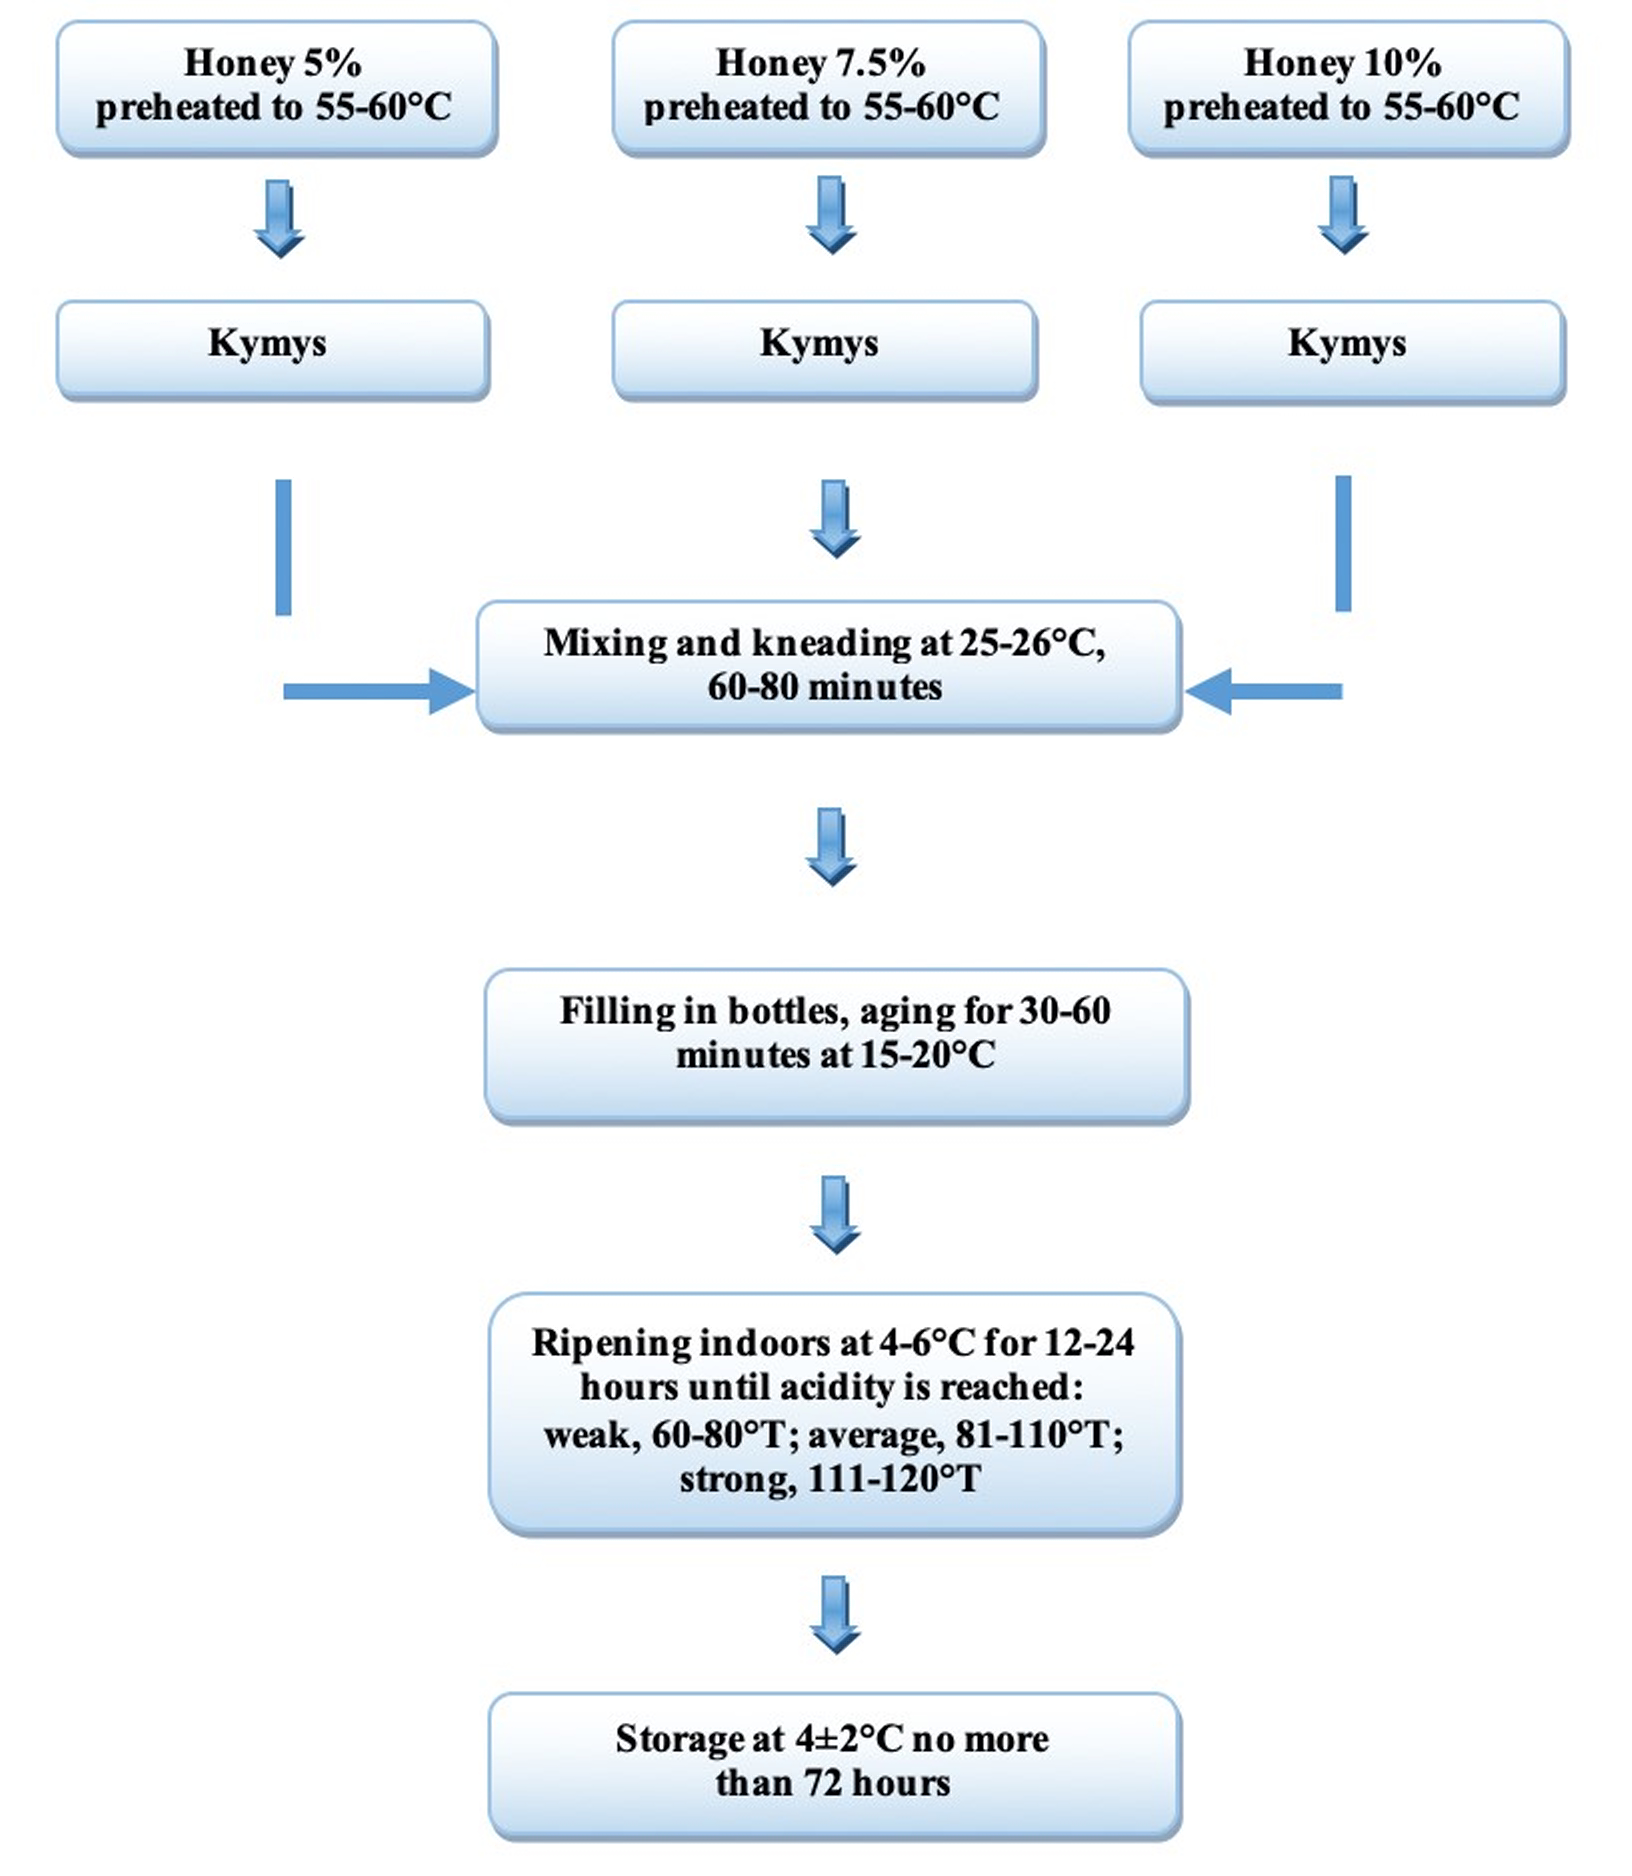 Honey 5%
preheated to 55-60°C
Honey 7.5%
preheated to 55-60°C
Honey 10%
preheated to 55-60°C
Kymys
Kymys
Kymys
Mixing and kneading at 25-26°C,
60-80 minutes
Filling in bottles, aging for 30-60
minutes at 15-20°C
Ripening indoors at 4-6°C for 12-24
hours until acidity is reached:
weak, 60-80°T; average, 81-110°T;
strong, 111-120°T
Storage at 4±2°C no more
than 72 hours